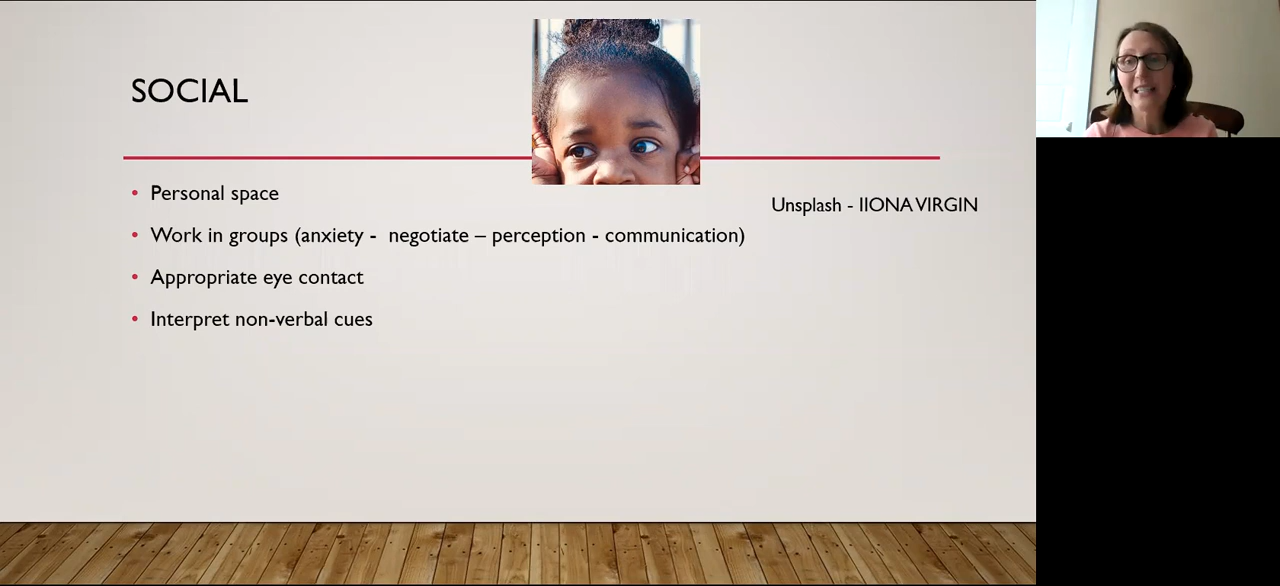 SOCIAL
Personal space
Unsplash - IIONA VIRGIN
Work in groups (anxiety -  negotiate – perception - communication)
Appropriate eye contact
Interpret non-verbal cues